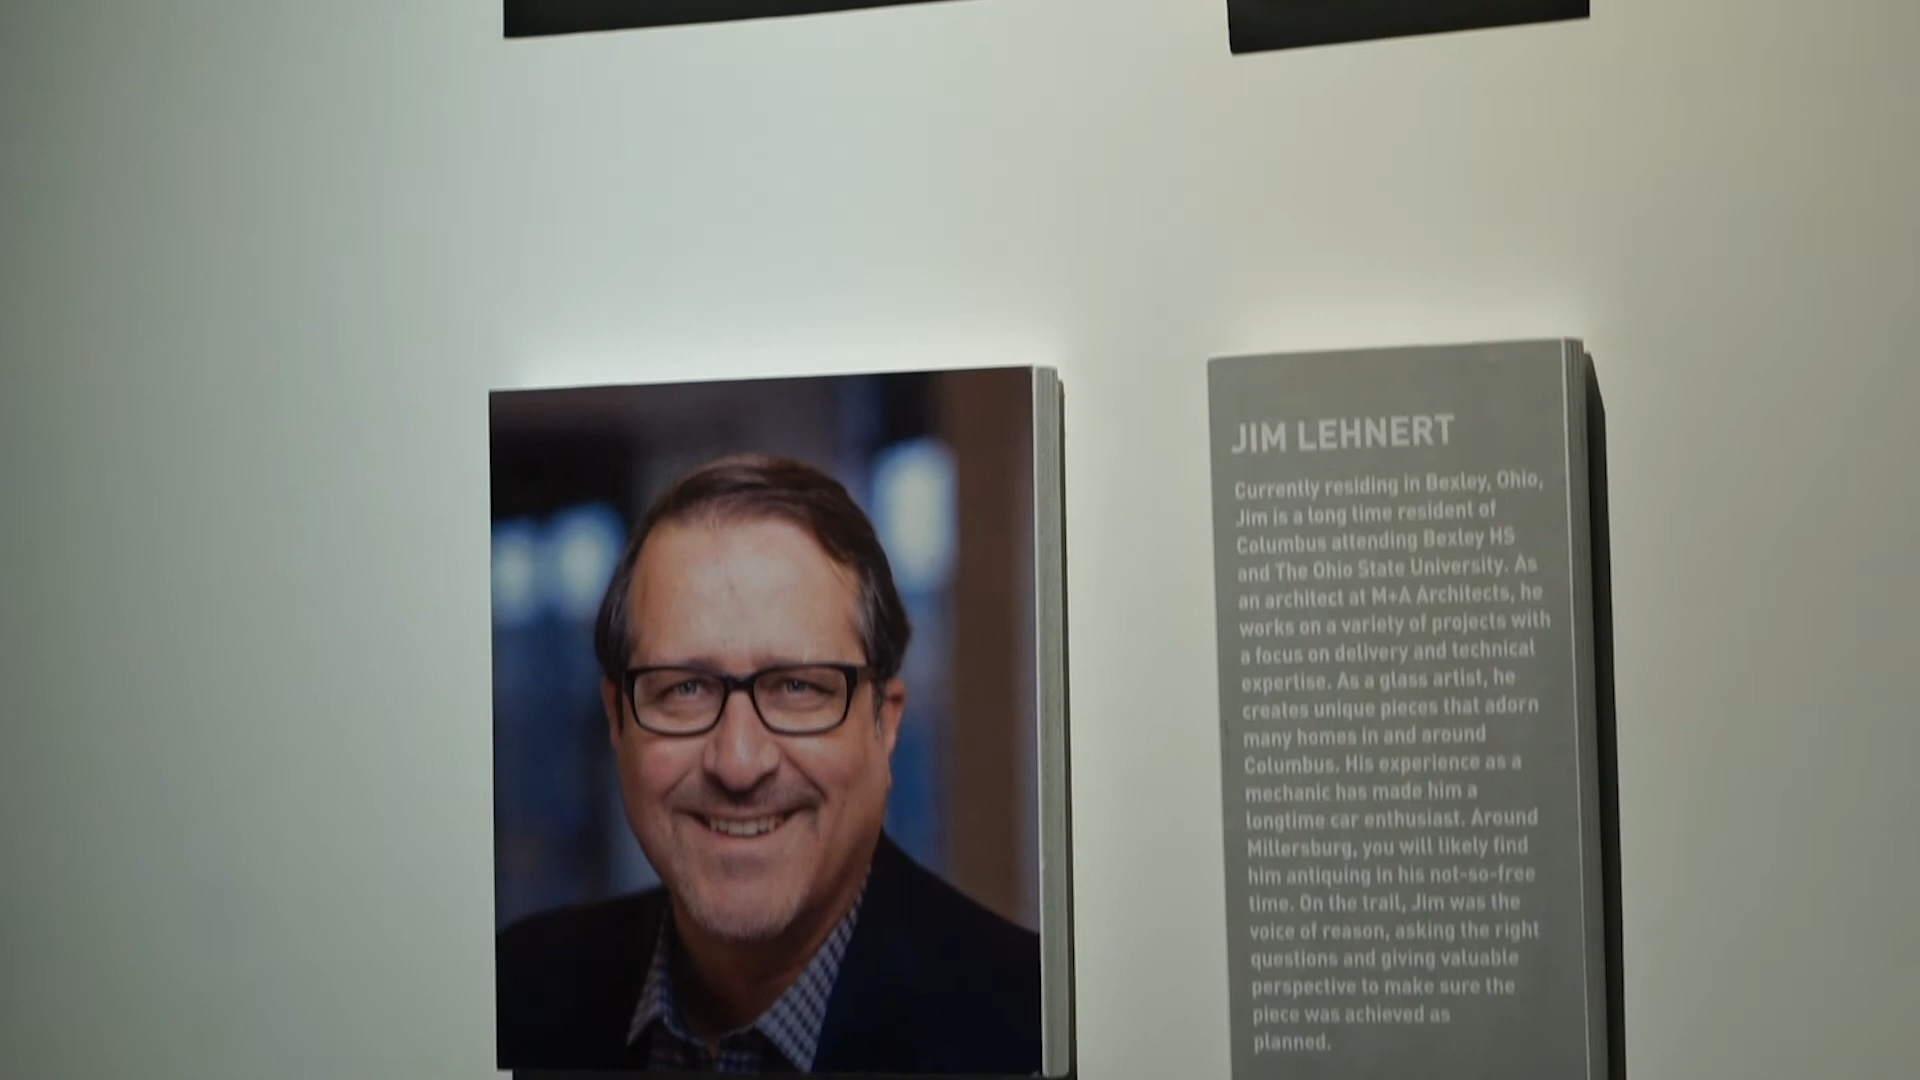 JIM LEHNERT
Currently residing in Bexley, Ohio,
Jim is a long time resident of
Columbus attending Bexley HS
and The Ohio State University. As
an architect at M+A Architects, he
works on a variety of projects with
a focus on delivery and technical
expertise. As a glass artist, he
creates unique pieces that adorn
many homes in and around
Columbus. His experience as a
mechanic has made him a
longtime car enthusiast. Around
Millersburg, you will likely find
him antiquing in his not-so-free
time. On the trail, Jim was the
voice of reason, asking the right
questions and giving valuable
perspective to make sure the
piece was achieved as
planned.